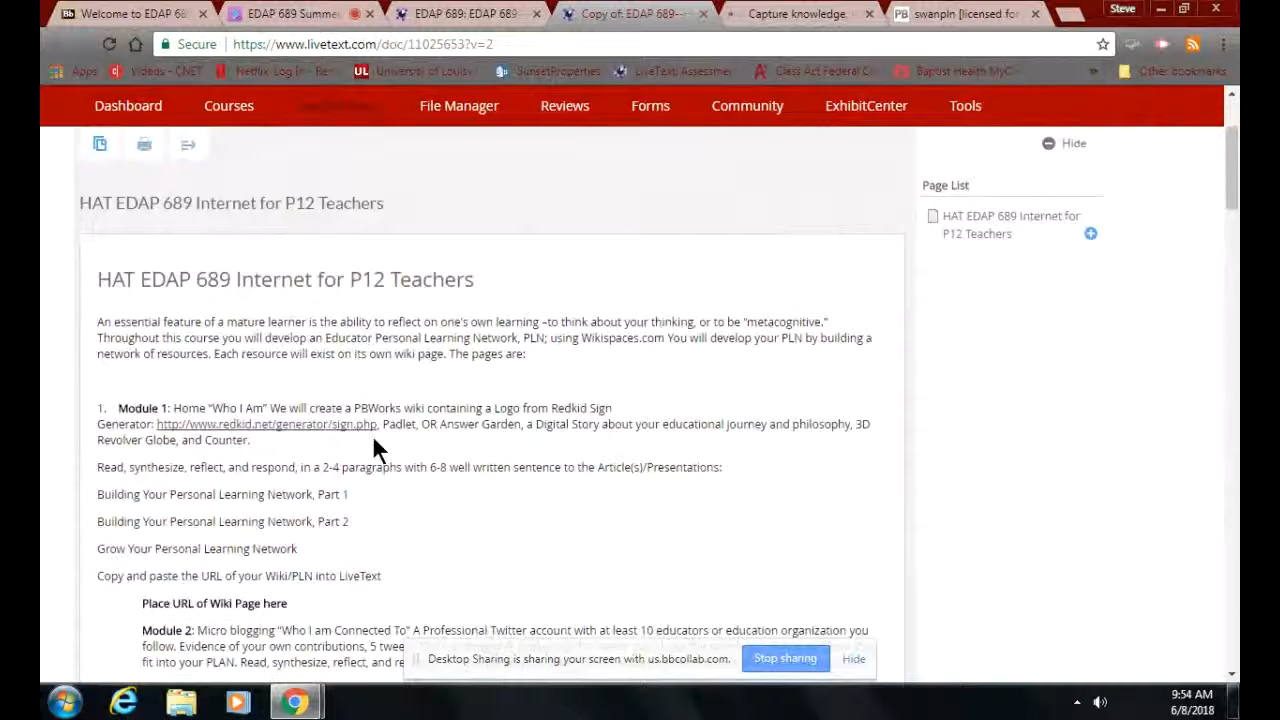 Welcome to EDAP 68
EDAP 689 Summe
EDAP 689: EDAP 689
Copy of: EDAP 689
Capture knowledge.
PB swanpln [licensed for
Steve
Secure https://www.livetext.com/doc/11025653?v=2
Apps
Videos - CNET
Netflix Log In - Re
UL University of Louisv
SunsetProperties
LiveText: Assessme
Class Act Federal C
Baptist Health MyC
Other bookmarks
Dashboard Courses File Manager Reviews Forms Community ExhibitCenter Tools
Hide
HAT EDAP 689 Internet for P12 Teachers
Page List
HAT EDAP 689 Internet for
P12 Teachers
HAT EDAP 689 Internet for P12 Teachers
An essential feature of a mature learner is the ability to reflect on one's own learning –to think about your thinking, or to be "metacognitive."
Throughout this course you will develop an Educator Personal Learning Network, PLN; using Wikispaces.com You will develop your PLN by building a
network of resources. Each resource will exist on its own wiki page. The pages are:
1. Module 1: Home "Who I Am" We will create a PBWorks wiki containing a Logo from Redkid Sign
Generator: http://www.redkid.net/generator/sign.php, Padlet, OR Answer Garden, a Digital Story about your educational journey and philosophy, 3D
Revolver Globe, and Counter.
Read, synthesize, reflect, and respond, in a 2-4 paragraphs with 6-8 well written sentence to the Article(s)/Presentations:
Building Your Personal Learning Network, Part 1
Building Your Personal Learning Network, Part 2
Grow Your Personal Learning Network
Copy and paste the URL of your Wiki/PLN into LiveText
Place URL of Wiki Page here
Module 2: Micro blogging "Who I am Connected To" A Professional Twitter account with at least 10 educators or education organization you
follow. Evidence of your own contributions, 5 twee
fit into your PLAN. Read, synthesize, reflect, and re
Desktop Sharing is sharing your screen with us.bbcollab.com. Stop sharing Hide
9:54 AM
6/8/2018